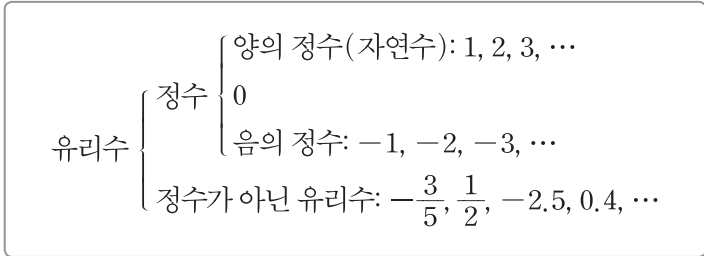 양의 정수(자연수): 1, 2, 3, …
정수
0
음의 정수: −1, −2, −3, …
유리수
정수가 아닌 유리수: −3/5, 1/2, −2.5, 0.4, …